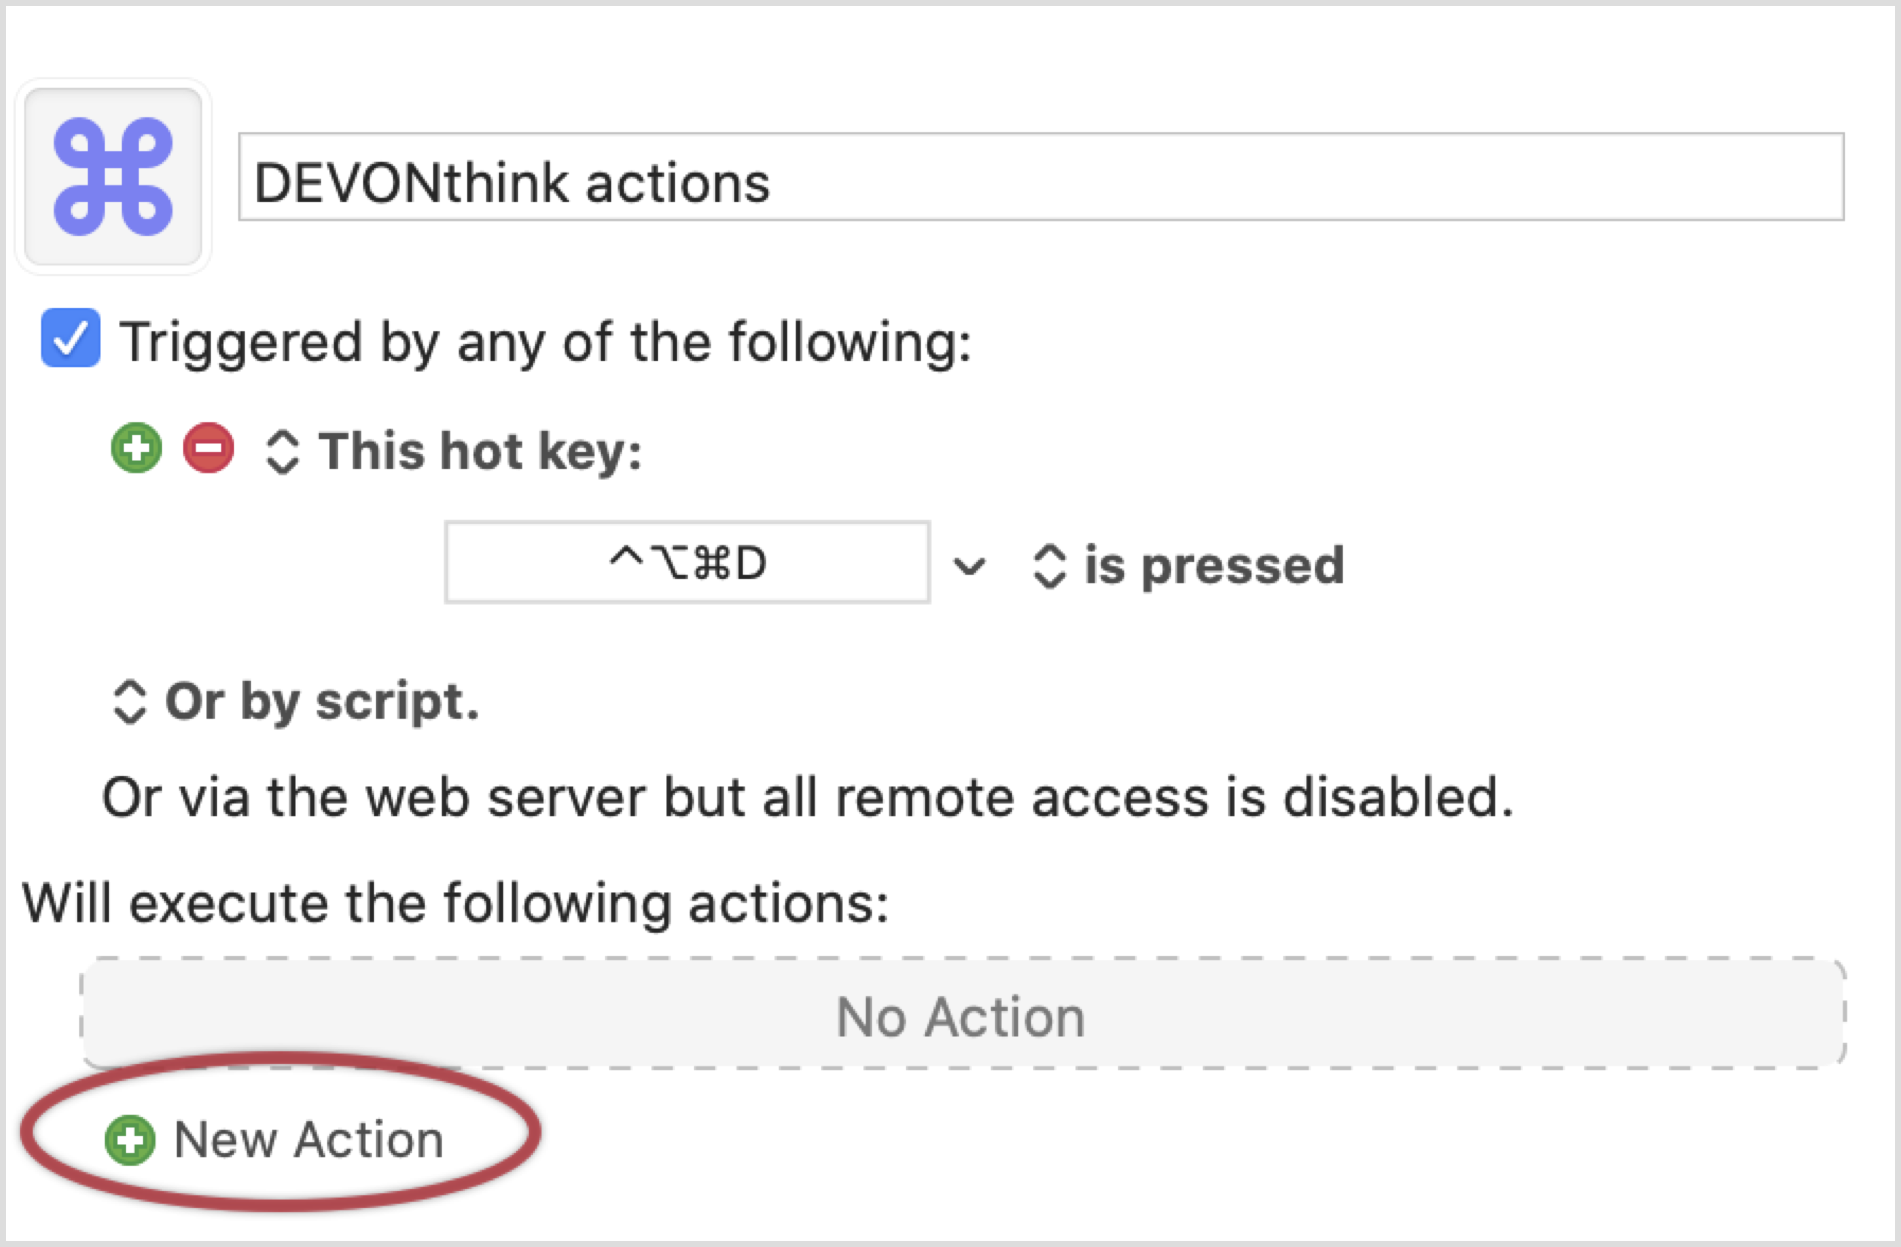 DEVONthink actions
Triggered by any of the following:
This hot key:
^⌥⌘D is pressed
Or by script.
Or via the web server but all remote access is disabled.
Will execute the following actions:
No Action
New Action